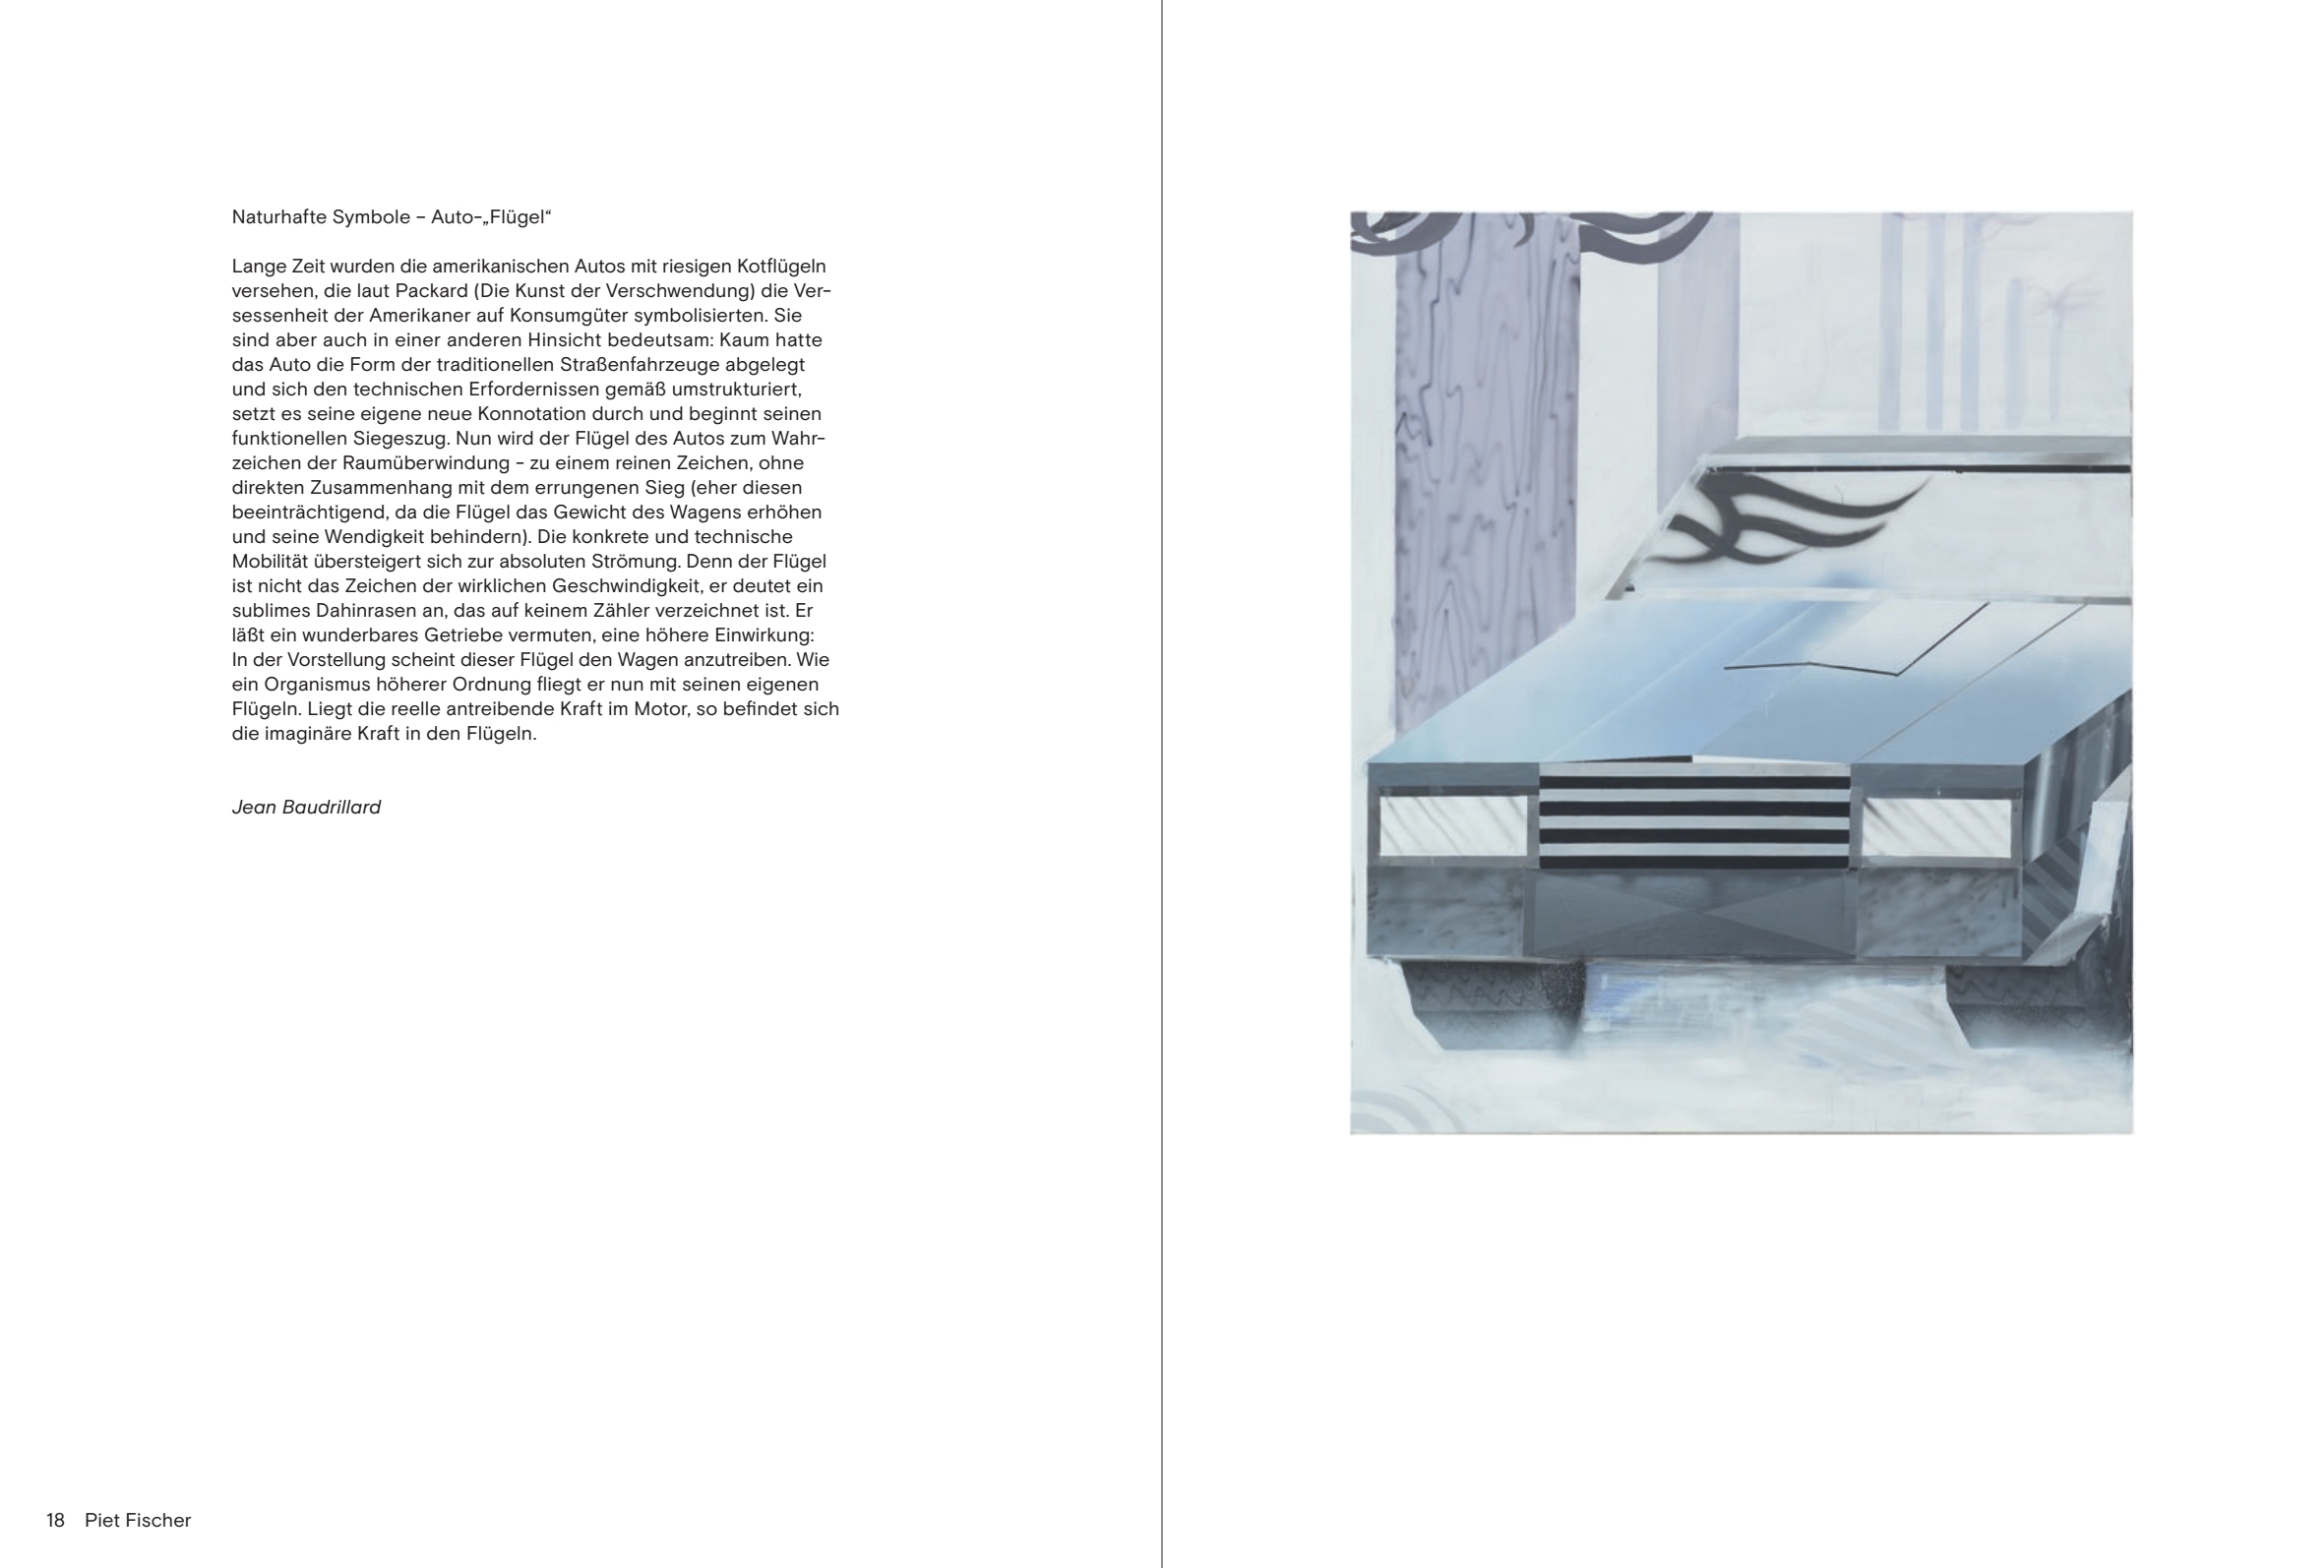 Naturhafte Symbole – Auto-„Flügel“
Lange Zeit wurden die amerikanischen Autos mit riesigen Kotflügeln
versehen, die laut Packard (Die Kunst der Verschwendung) die Ver-
sessenheit der Amerikaner auf Konsumgüter symbolisierten. Sie
sind aber auch in einer anderen Hinsicht bedeutsam: Kaum hatte
das Auto die Form der traditionellen Straßenfahrzeuge abgelegt
und sich den technischen Erfordernissen gemäß umstrukturiert,
setzt es seine eigene neue Konnotation durch und beginnt seinen
funktionellen Siegeszug. Nun wird der Flügel des Autos zum Wahr-
zeichen der Raumüberwindung - zu einem reinen Zeichen, ohne
direkten Zusammenhang mit dem errungenen Sieg (eher diesen
beeinträchtigend, da die Flügel das Gewicht des Wagens erhöhen
und seine Wendigkeit behindern). Die konkrete und technische
Mobilität übersteigert sich zur absoluten Strömung. Denn der Flügel
ist nicht das Zeichen der wirklichen Geschwindigkeit, er deutet ein
sublimes Dahinrasen an, das auf keinem Zähler verzeichnet ist. Er
läßt ein wunderbares Getriebe vermuten, eine höhere Einwirkung:
In der Vorstellung scheint dieser Flügel den Wagen anzutreiben. Wie
ein Organismus höherer Ordnung fliegt er nun mit seinen eigenen
Flügeln. Liegt die reelle antreibende Kraft im Motor, so befindet sich
die imaginäre Kraft in den Flügeln.
Jean Baudrillard
18 Piet Fischer